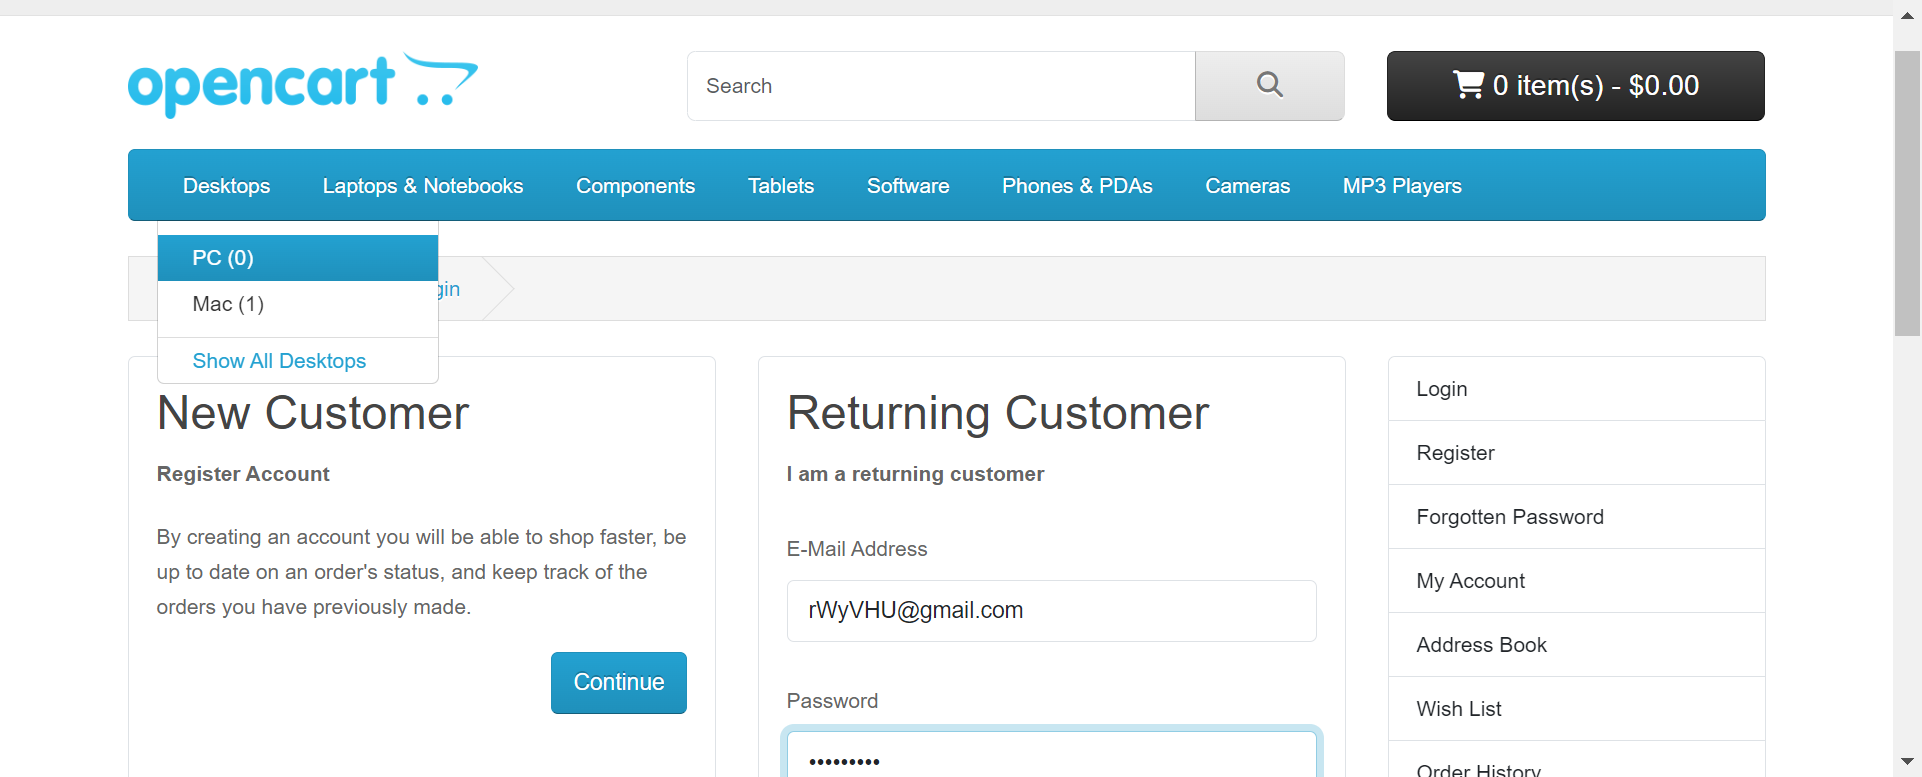 opencart
Search
0 item(s) - $0.00
Desktops
Laptops & Notebooks
Components
Tablets
Software
Phones & PDAs
Cameras
MP3 Players
PC (0)
Mac (1)
Show All Desktops
gin
New Customer
Register Account
By creating an account you will be able to shop faster, be
up to date on an order's status, and keep track of the
orders you have previously made.
Continue
Returning Customer
I am a returning customer
E-Mail Address
rWyVHU@gmail.com
Password
•••••••••
Login
Register
Forgotten Password
My Account
Address Book
Wish List
Order History